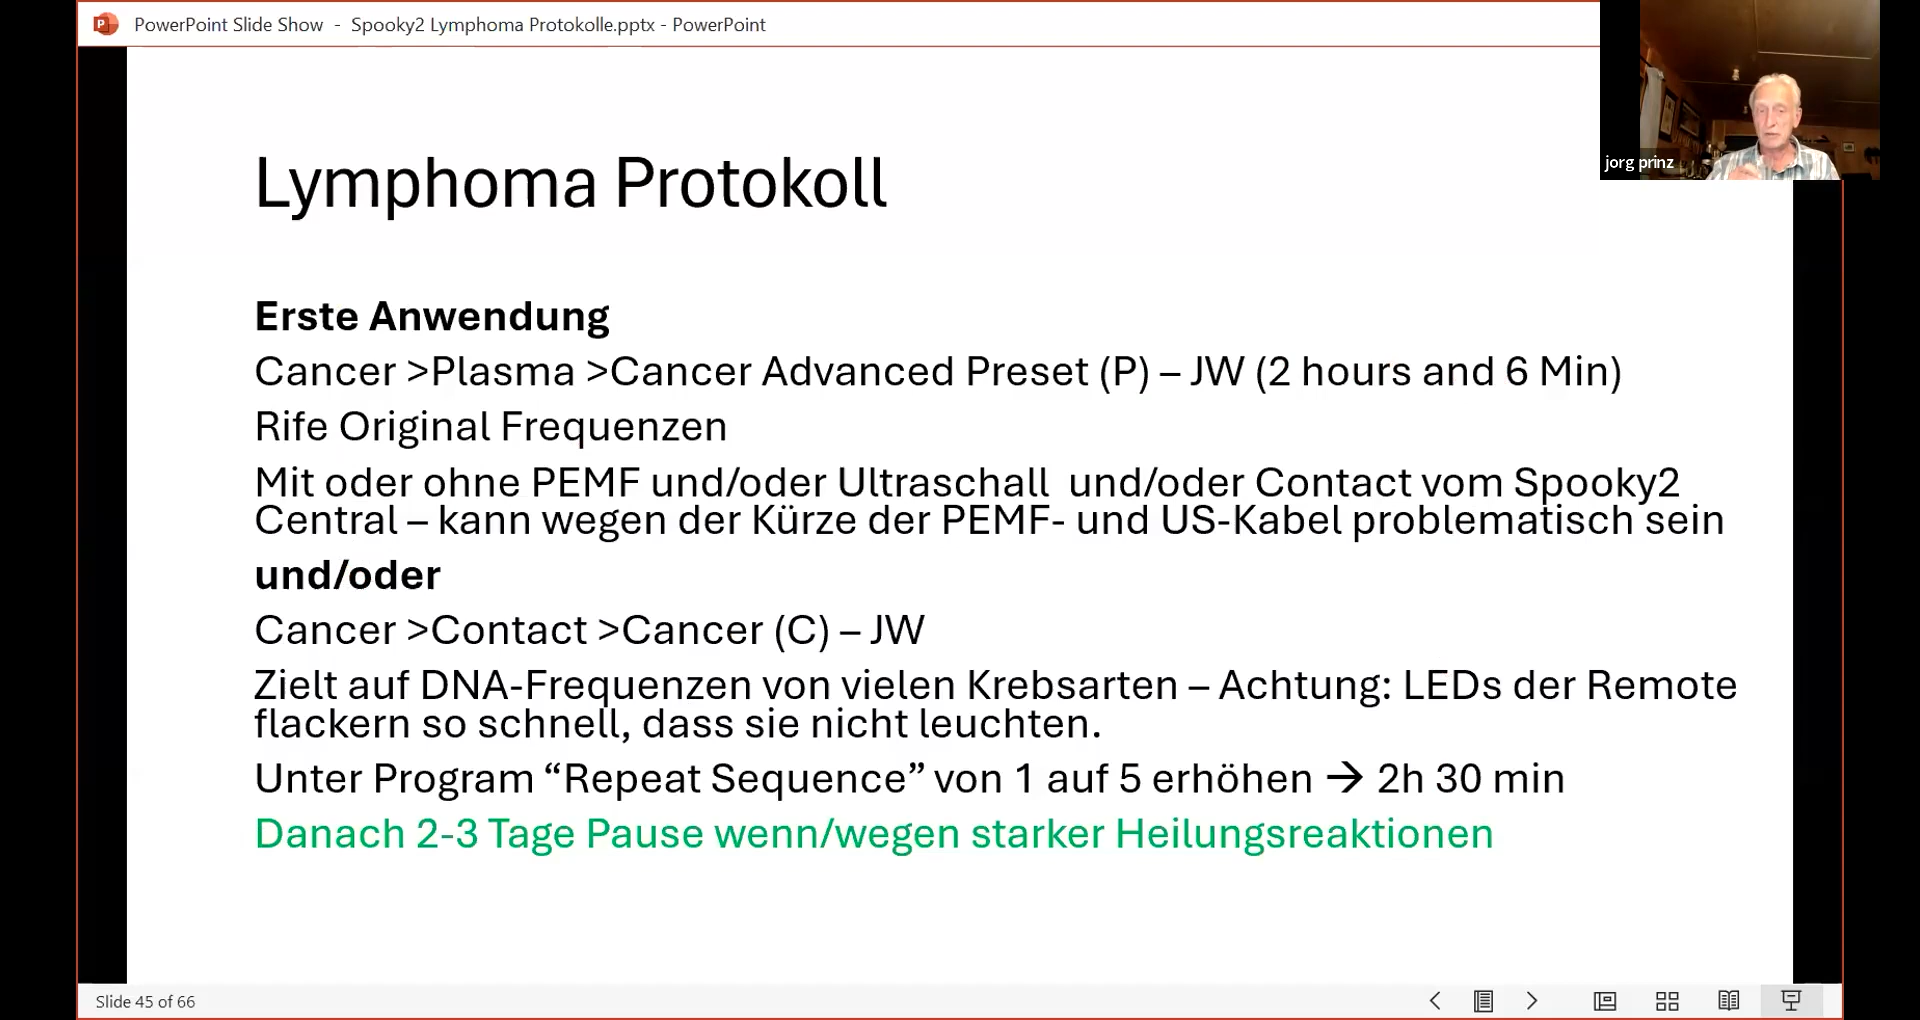 PowerPoint Slide Show - Spooky2 Lymphoma Protokolle.pptx - PowerPoint
jorg prinz
Lymphoma Protokoll
Erste Anwendung
Cancer >Plasma >Cancer Advanced Preset (P) – JW (2 hours and 6 Min)
Rife Original Frequenzen
Mit oder ohne PEMF und/oder Ultraschall und/oder Contact vom Spooky2
Central – kann wegen der Kürze der PEMF- und US-Kabel problematisch sein
und/oder
Cancer >Contact >Cancer (C) – JW
Zielt auf DNA-Frequenzen von vielen Krebsarten – Achtung: LEDs der Remote
flackern so schnell, dass sie nicht leuchten.
Unter Program “Repeat Sequence” von 1 auf 5 erhöhen → 2h 30 min
Danach 2-3 Tage Pause wenn/wegen starker Heilungsreaktionen
Slide 45 of 66